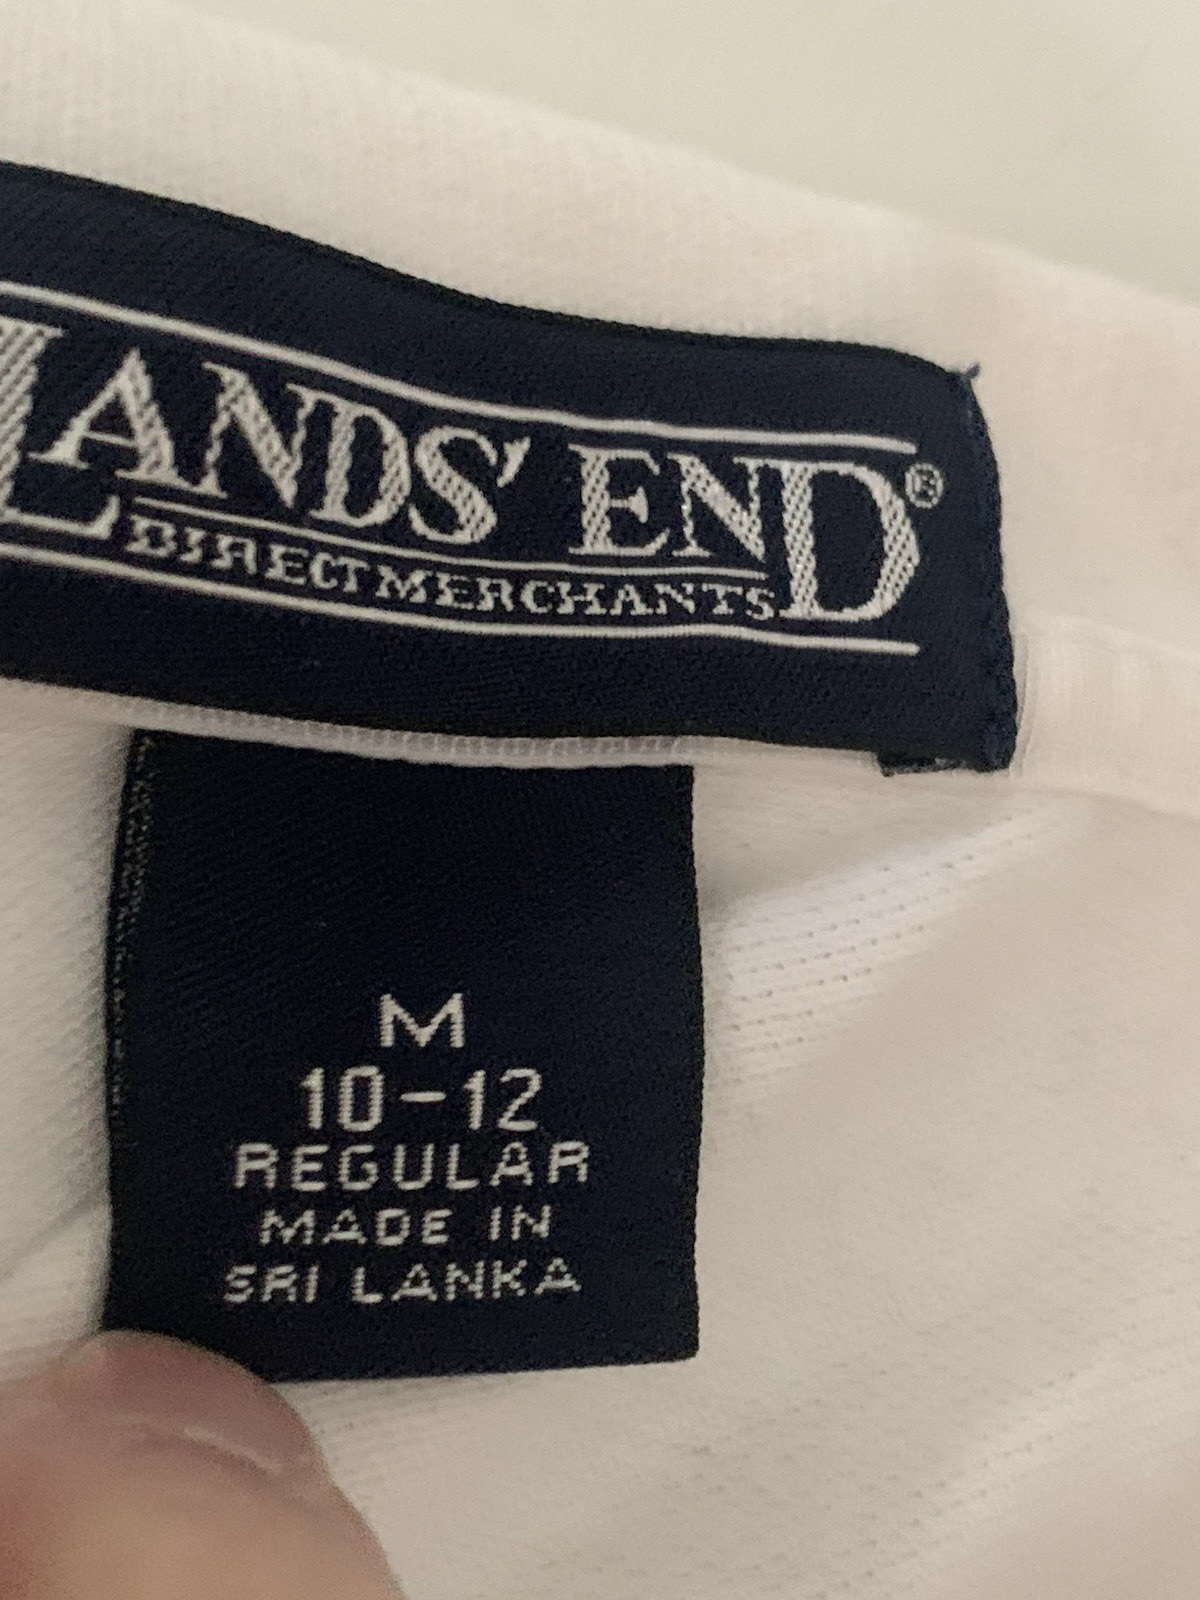 LANDS' END®
DIRECT MERCHANTS
M
10-12
REGULAR
MADE IN
SRI LANKA